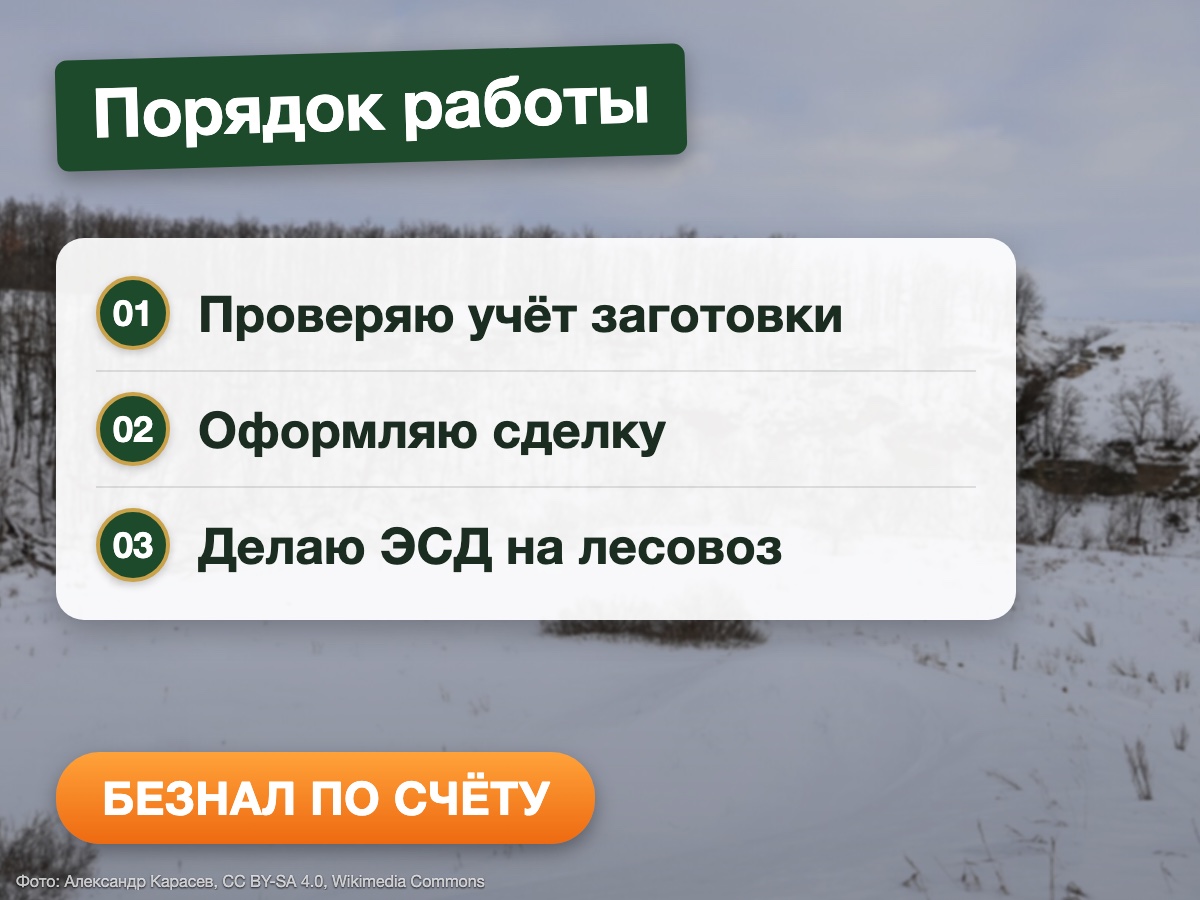 Порядок работы
01 Проверяю учёт заготовки
02 Оформляю сделку
03 Делаю ЭСД на лесовоз
БЕЗНАЛ ПО СЧЁТУ
Фото: Александр Карасев, CC BY-SA 4.0, Wikimedia Commons